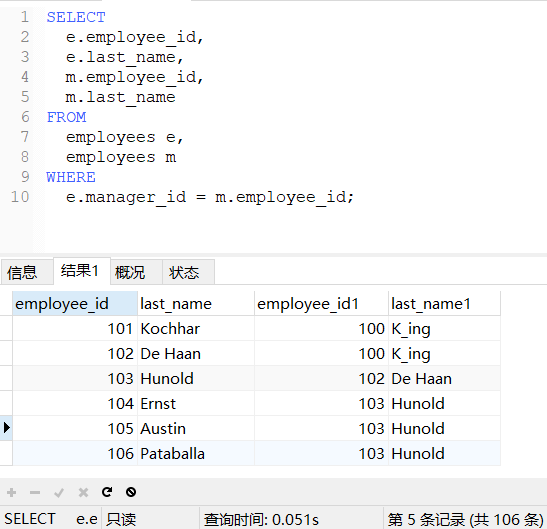 1 SELECT
2 e.employee_id,
3 e.last_name,
4 m.employee_id,
5 m.last_name
6 FROM
7 employees e,
8 employees m
9 WHERE
10 e.manager_id = m.employee_id;
信息 结果1 概况 状态
employee_id last_name employee_id1 last_name1
101 Kochhar 100 K_ing
102 De Haan 100 K_ing
103 Hunold 102 De Haan
104 Ernst 103 Hunold
105 Austin 103 Hunold
106 Pataballa 103 Hunold
SELECT e.e 只读 查询时间: 0.051s 第 5 条记录 (共 106 条)